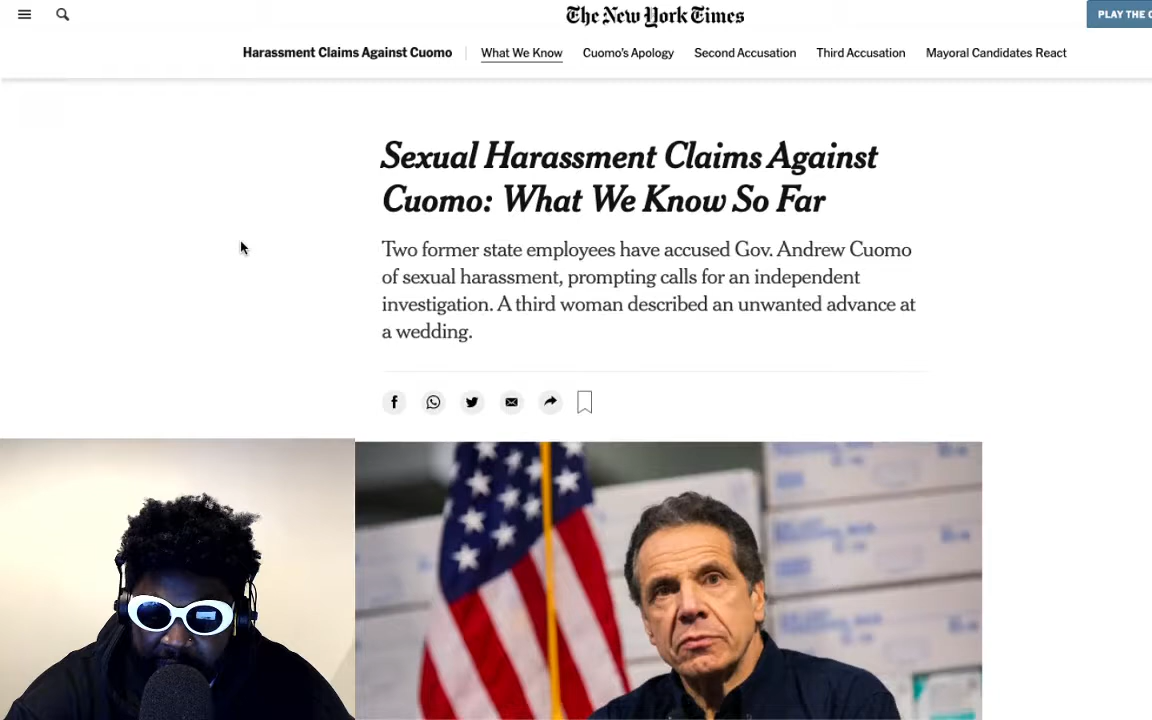 The New York Times
PLAY THE
Harassment Claims Against Cuomo
What We Know
Cuomo's Apology
Second Accusation
Third Accusation
Mayoral Candidates React
Sexual Harassment Claims Against
Cuomo: What We Know So Far
Two former state employees have accused Gov. Andrew Cuomo
of sexual harassment, prompting calls for an independent
investigation. A third woman described an unwanted advance at
a wedding.